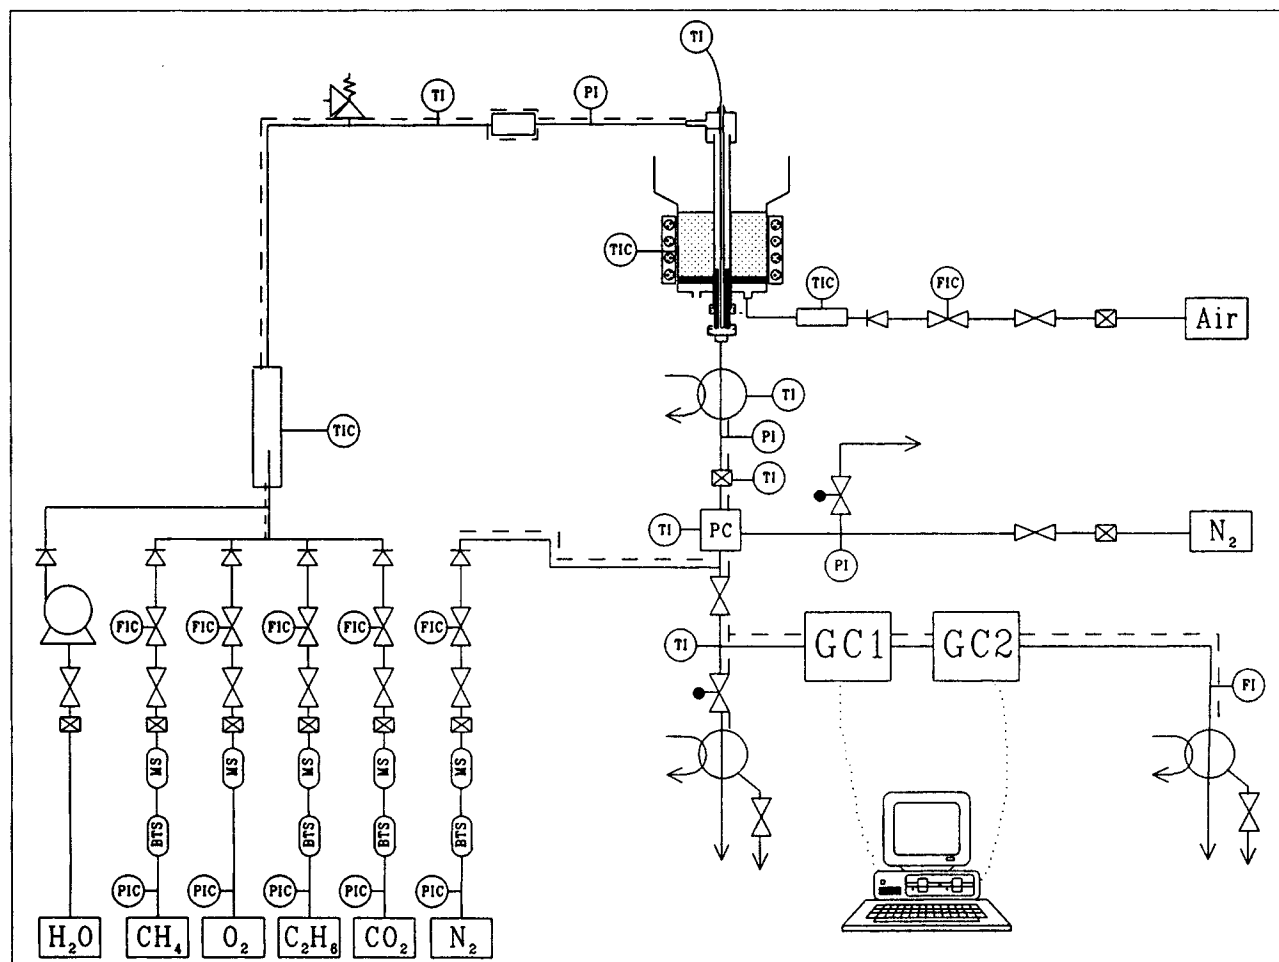 TI
TI
PI
TIC
TIC
FIC
Air
TI
TIC
PI
TI
TI
PC
N₂
PI
FIC
FIC
FIC
FIC
FIC
TI
GC1
GC2
FI
MS
MS
MS
MS
MS
BTS
BTS
BTS
BTS
PIC
PIC
PIC
PIC
PIC
H₂O
CH₄
O₂
C₂H₆
CO₂
N₂